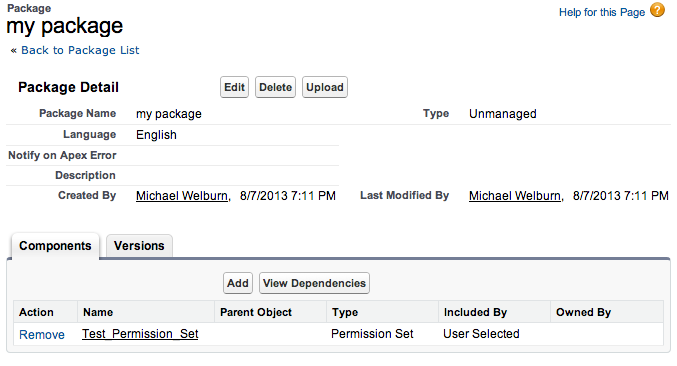 Package
my package
Help for this Page ?
« Back to Package List
Package Detail Edit Delete Upload
Package Name my package Type Unmanaged
Language English
Notify on Apex Error
Description
Created By Michael Welburn, 8/7/2013 7:11 PM Last Modified By Michael Welburn, 8/7/2013 7:11 PM
Components Versions
Add View Dependencies
Action Name Parent Object Type Included By Owned By
Remove Test_Permission_Set Permission Set User Selected